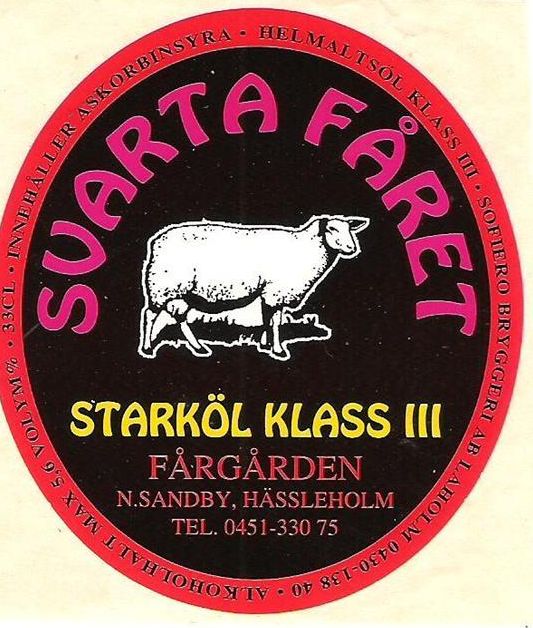 SVARTA FÅRET
STARKÖL KLASS III
FÅRGÅRDEN
N.SANDBY, HÄSSLEHOLM
TEL. 0451-330 75
HELMALTSÖL KLASS III · SOFIERO BRYGGERI AB LAHOLM 0430-138 40 · ALKOHOLHALT MAX 5,6 VOLYM% · 33CL · INNEHÅLLER ASKORBINSYRA ·